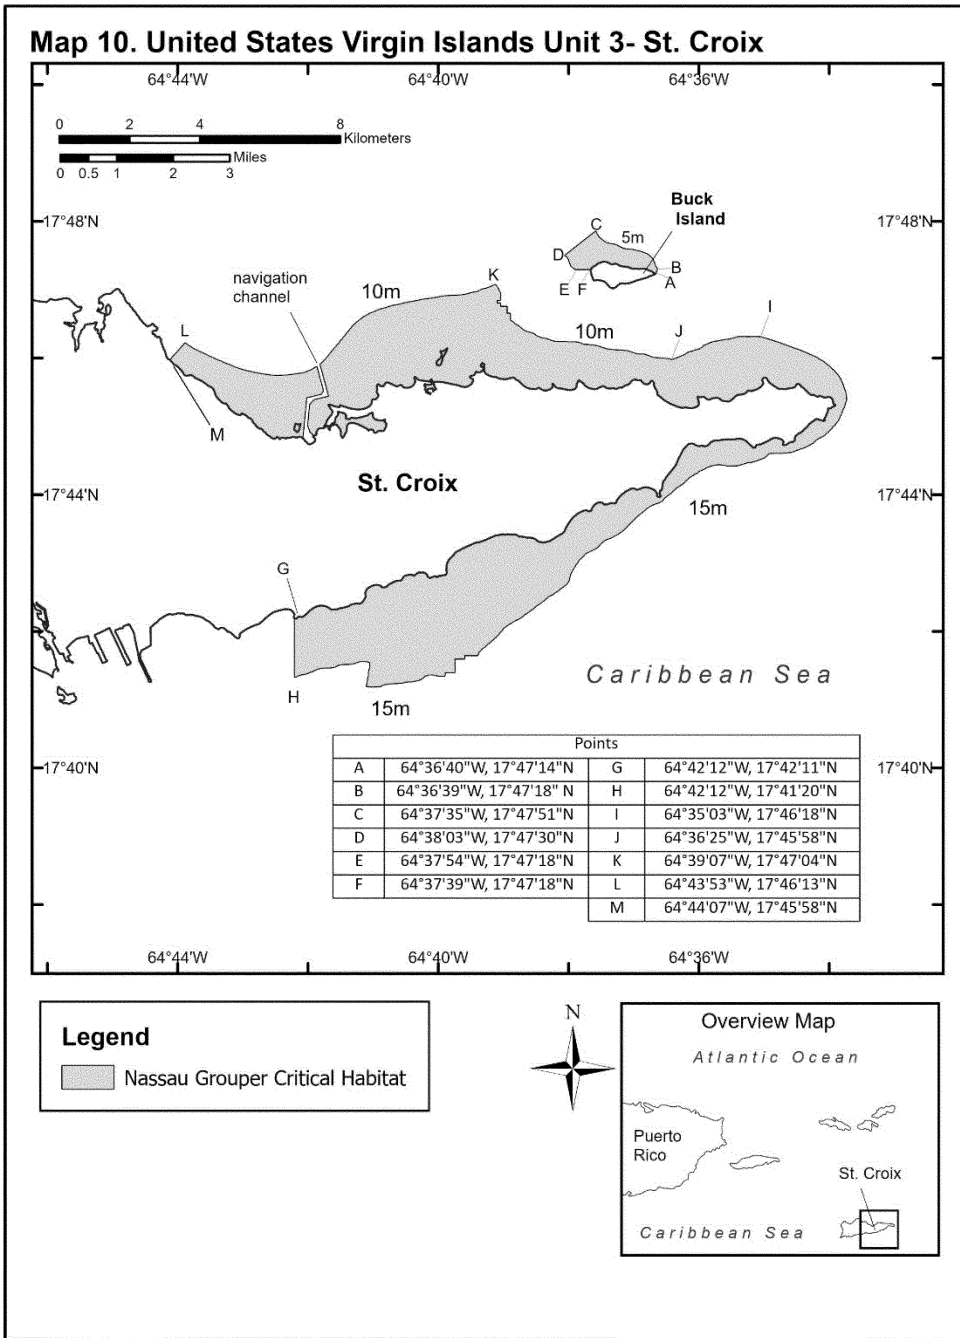 Map 10. United States Virgin Islands Unit 3- St. Croix
64°44'W 64°40'W 64°36'W
0 2 4 8
Kilometers
Miles
0 0.5 1 2 3
Buck
Island
17°48'N 17°48'N
C
5m
D
B
E F A
navigation
channel
K
10m
I
L
10m
J
M
St. Croix
17°44'N 17°44'N
15m
G
Caribbean Sea
H
15m
Points
A 64°36'40"W, 17°47'14"N G 64°42'12"W, 17°42'11"N
B 64°36'39"W, 17°47'18" N H 64°42'12"W, 17°41'20"N
C 64°37'35"W, 17°47'51"N I 64°35'03"W, 17°46'18"N
D 64°38'03"W, 17°47'30"N J 64°36'25"W, 17°45'58"N
E 64°37'54"W, 17°47'18"N K 64°39'07"W, 17°47'04"N
F 64°37'39"W, 17°47'18"N L 64°43'53"W, 17°46'13"N
M 64°44'07"W, 17°45'58"N
17°40'N 17°40'N
64°44'W 64°40'W 64°36'W
Legend
Nassau Grouper Critical Habitat
N
Overview Map
Atlantic Ocean
Puerto
Rico
St. Croix
Caribbean Sea